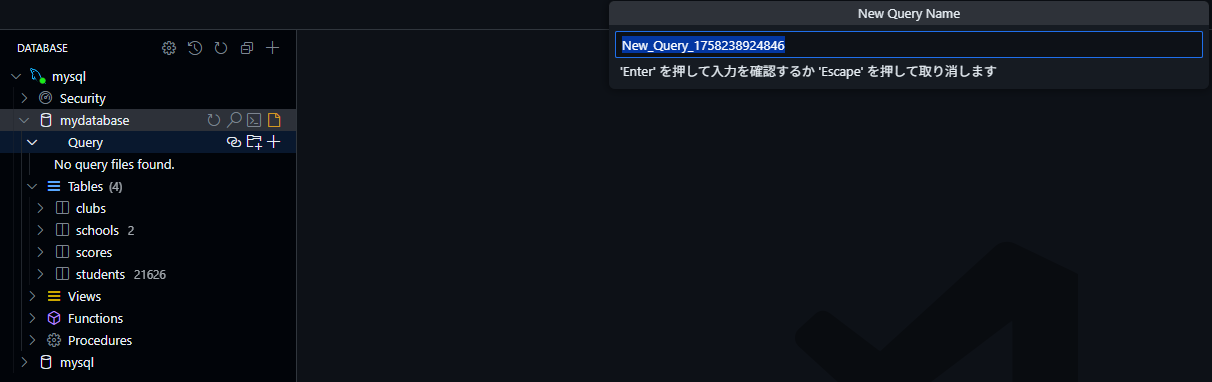 New Query Name
New_Query_1758238924846
'Enter' を押して入力を確認するか 'Escape' を押して取り消します
DATABASE
mysql
Security
mydatabase
Query
No query files found.
Tables (4)
clubs
schools 2
scores
students 21626
Views
Functions
Procedures
mysql